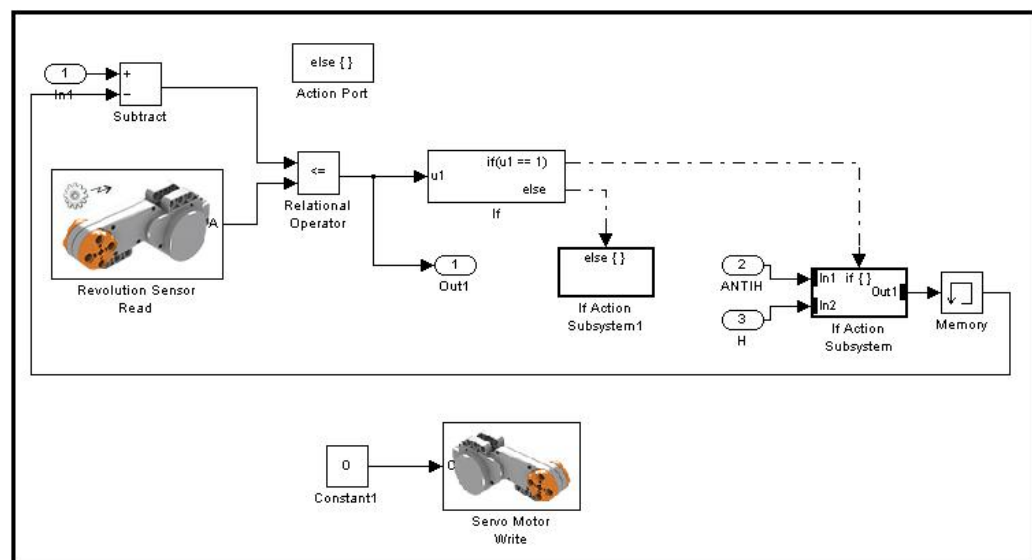 else { }
Action Port
1
In1
+
−
Subtract
A
Revolution Sensor
Read
<=
Relational
Operator
u1
if(u1 == 1)
else
If
1
Out1
else { }
If Action
Subsystem1
2
ANTIH
3
H
In1
if { }
Out1
In2
If Action
Subsystem
Memory
0
Constant1
C
Servo Motor
Write